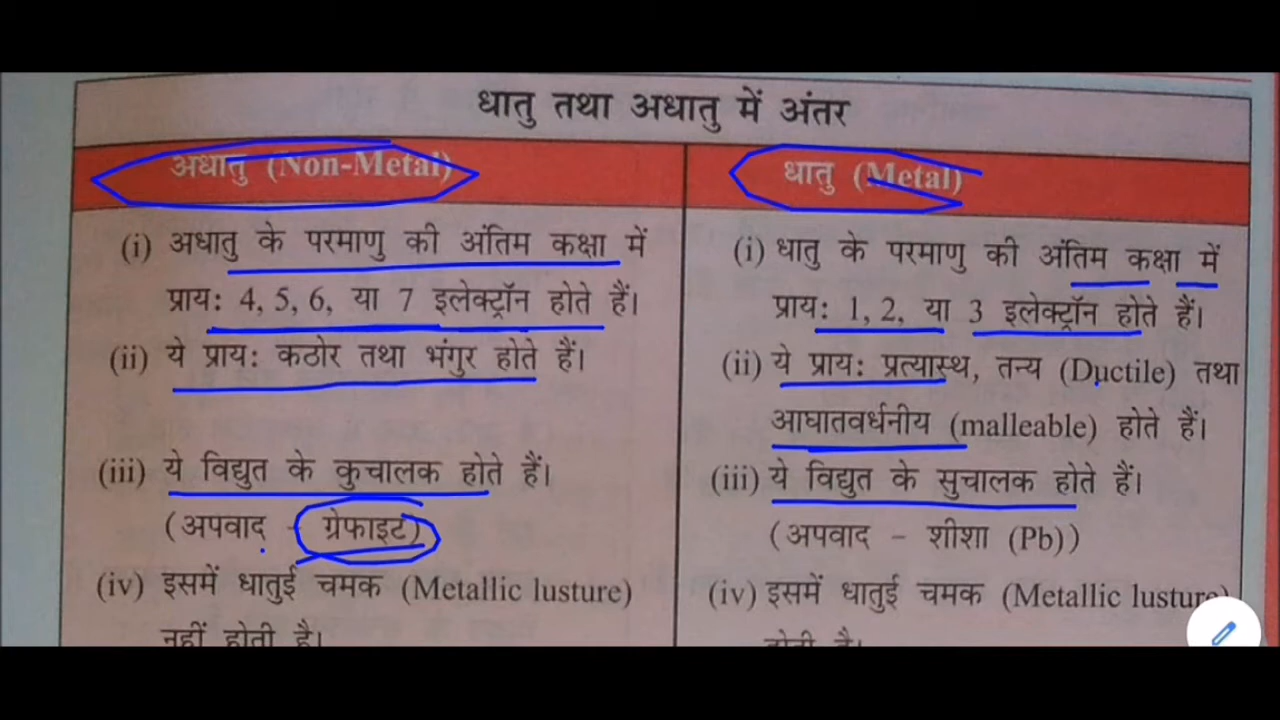 धातु तथा अधातु में अंतर
अधातु (Non-Metal)
(i) अधातु के परमाणु की अंतिम कक्षा में
प्रायः 4, 5, 6, या 7 इलेक्ट्रॉन होते हैं।
(ii) ये प्रायः कठोर तथा भंगुर होते हैं।
(iii) ये विद्युत के कुचालक होते हैं।
(अपवाद - ग्रेफाइट)
(iv) इसमें धातुई चमक (Metallic lusture)
नहीं होती है।
धातु (Metal)
(i) धातु के परमाणु की अंतिम कक्षा में
प्रायः 1, 2, या 3 इलेक्ट्रॉन होते हैं।
(ii) ये प्रायः प्रत्यास्थ, तन्य (Ductile) तथा
आघातवर्धनीय (malleable) होते हैं।
(iii) ये विद्युत के सुचालक होते हैं।
(अपवाद - शीशा (Pb))
(iv) इसमें धातुई चमक (Metallic lusture)
होती है।